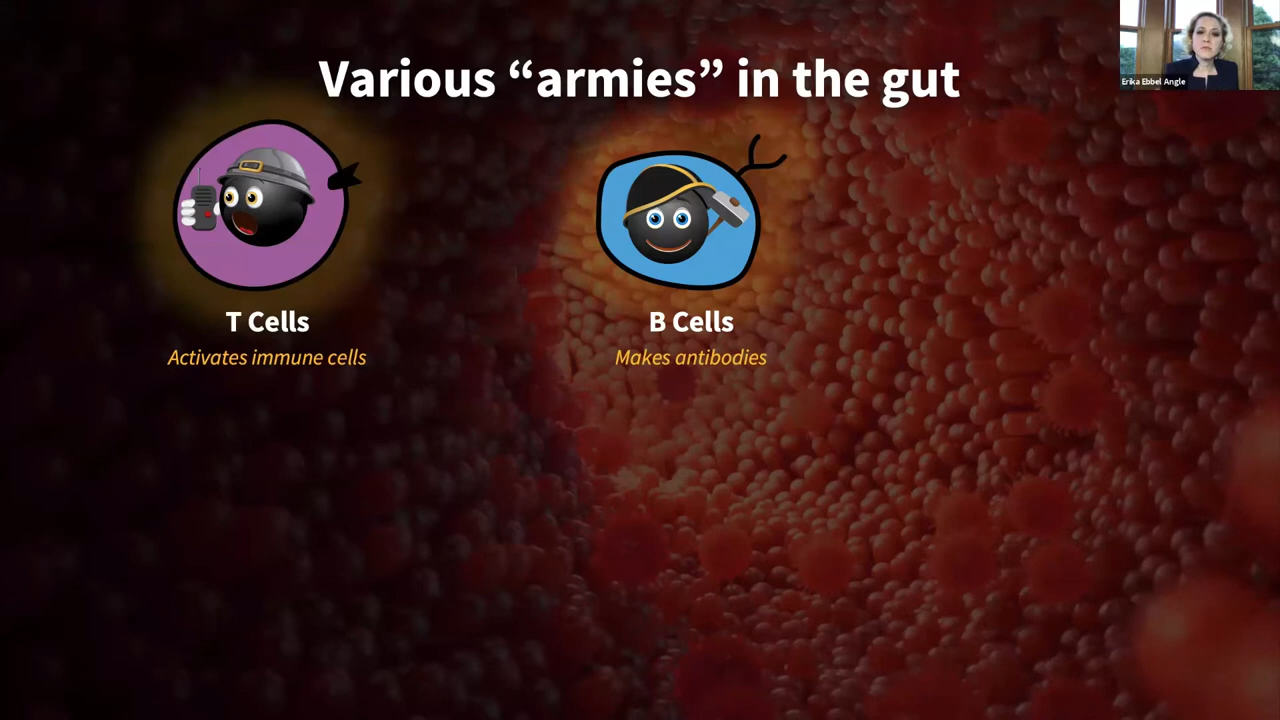 Various “armies” in the gut
Erika Ebbel Angle
T Cells
B Cells
Activates immune cells
Makes antibodies